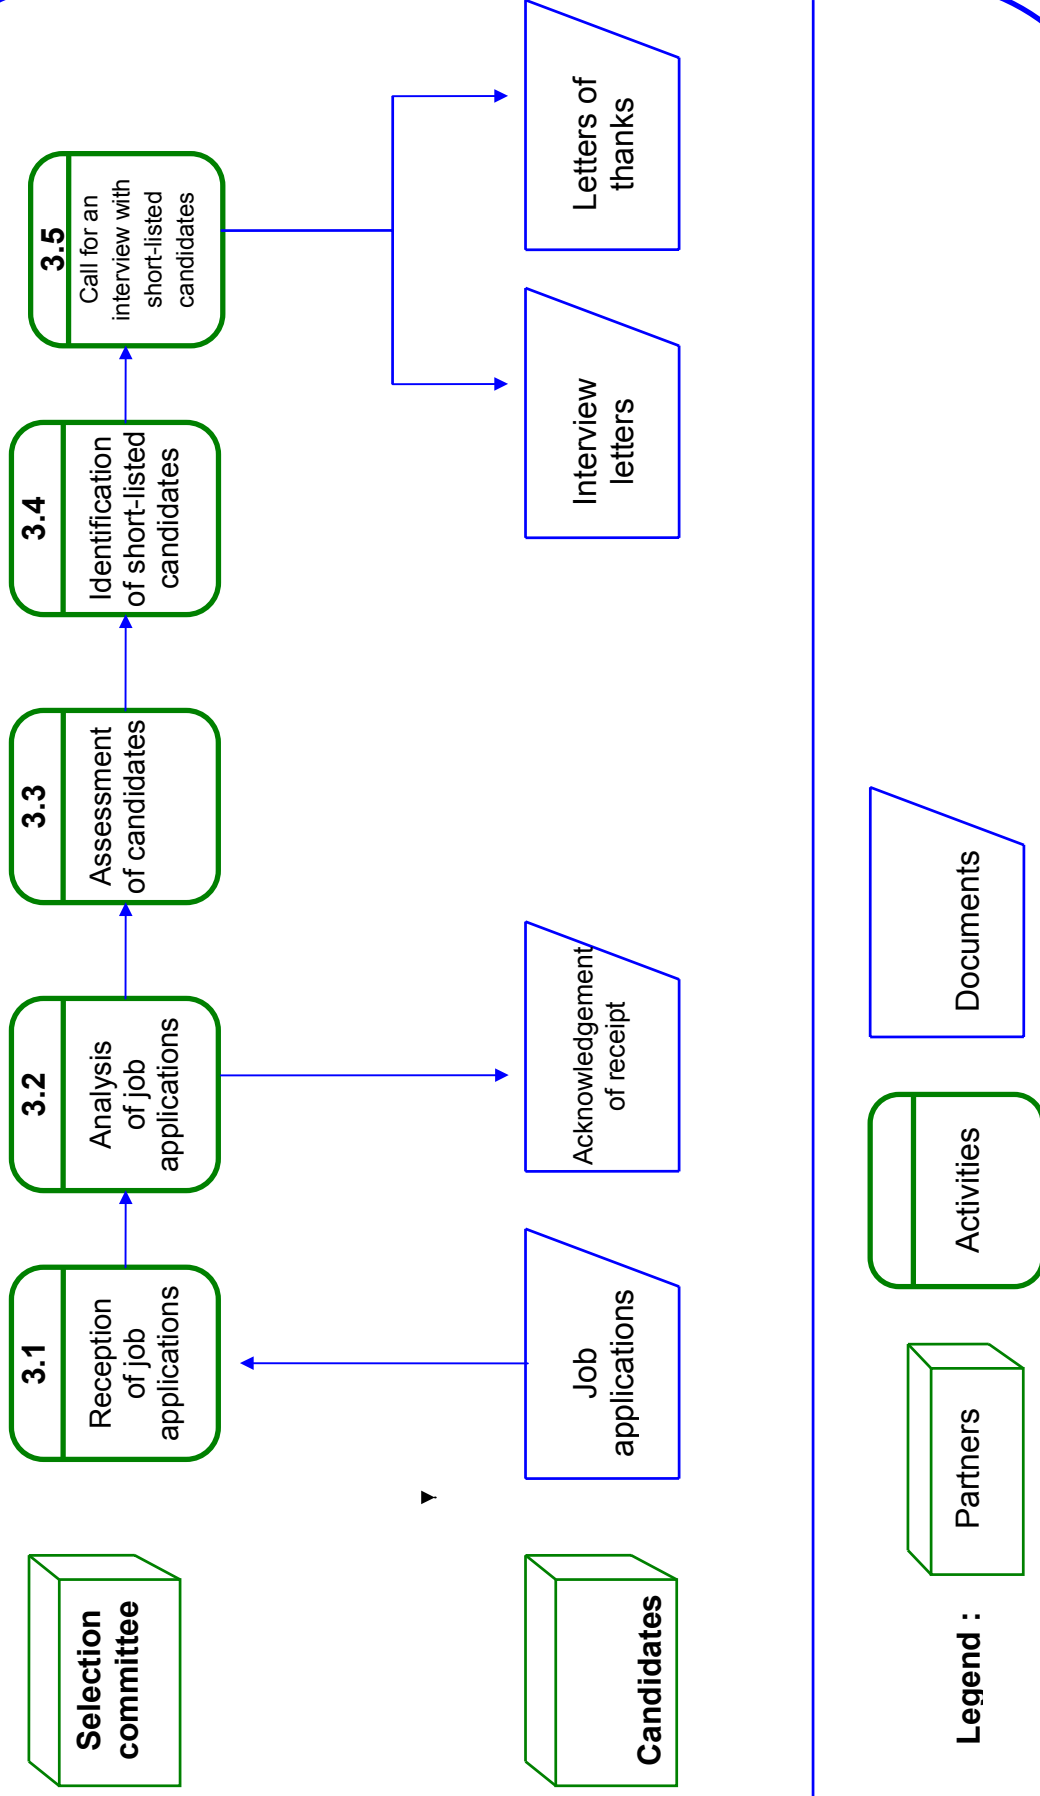 Selection
committee
3.1
Reception
of job
applications
3.2
Analysis
of job
applications
3.3
Assessment
of candidates
3.4
Identification
of short-listed
candidates
3.5
Call for an
interview with
short-listed
candidates
Candidates
Job
applications
Acknowledgement
of receipt
Interview
letters
Letters of
thanks
Legend :
Partners
Activities
Documents